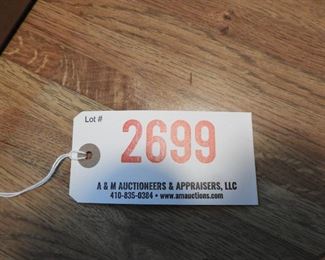 Lot #
2699
A & M AUCTIONEERS & APPRAISERS, LLC
410-835-0384 • www.amauctions.com